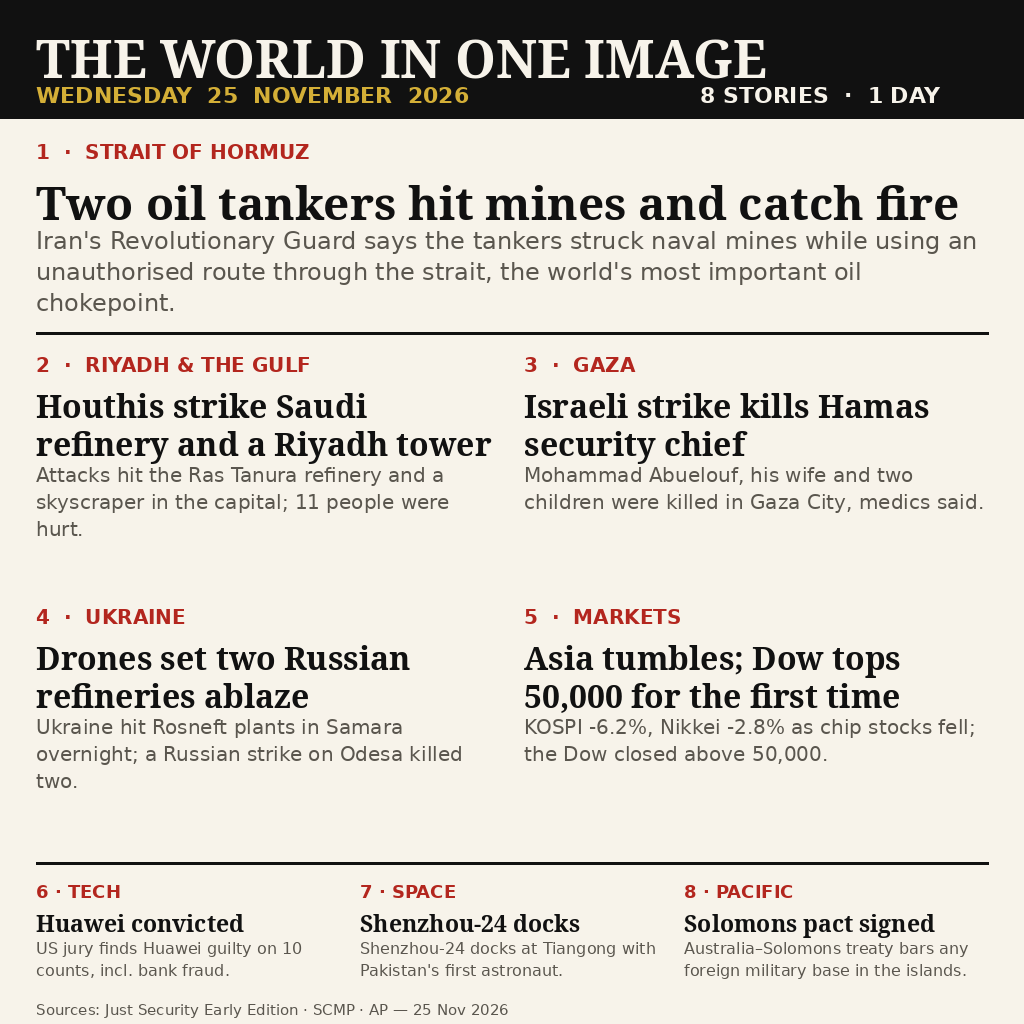 THE WORLD IN ONE IMAGE
WEDNESDAY 25 NOVEMBER 2026
8 STORIES · 1 DAY
1 · STRAIT OF HORMUZ
Two oil tankers hit mines and catch fire
Iran's Revolutionary Guard says the tankers struck naval mines while using an
unauthorised route through the strait, the world's most important oil
chokepoint.
2 · RIYADH & THE GULF
Houthis strike Saudi
refinery and a Riyadh tower
Attacks hit the Ras Tanura refinery and a
skyscraper in the capital; 11 people were
hurt.
3 · GAZA
Israeli strike kills Hamas
security chief
Mohammad Abuelouf, his wife and two
children were killed in Gaza City, medics said.
4 · UKRAINE
Drones set two Russian
refineries ablaze
Ukraine hit Rosneft plants in Samara
overnight; a Russian strike on Odesa killed
two.
5 · MARKETS
Asia tumbles; Dow tops
50,000 for the first time
KOSPI -6.2%, Nikkei -2.8% as chip stocks fell;
the Dow closed above 50,000.
6 · TECH
Huawei convicted
US jury finds Huawei guilty on 10
counts, incl. bank fraud.
7 · SPACE
Shenzhou-24 docks
Shenzhou-24 docks at Tiangong with
Pakistan's first astronaut.
8 · PACIFIC
Solomons pact signed
Australia–Solomons treaty bars any
foreign military base in the islands.
Sources: Just Security Early Edition · SCMP · AP — 25 Nov 2026